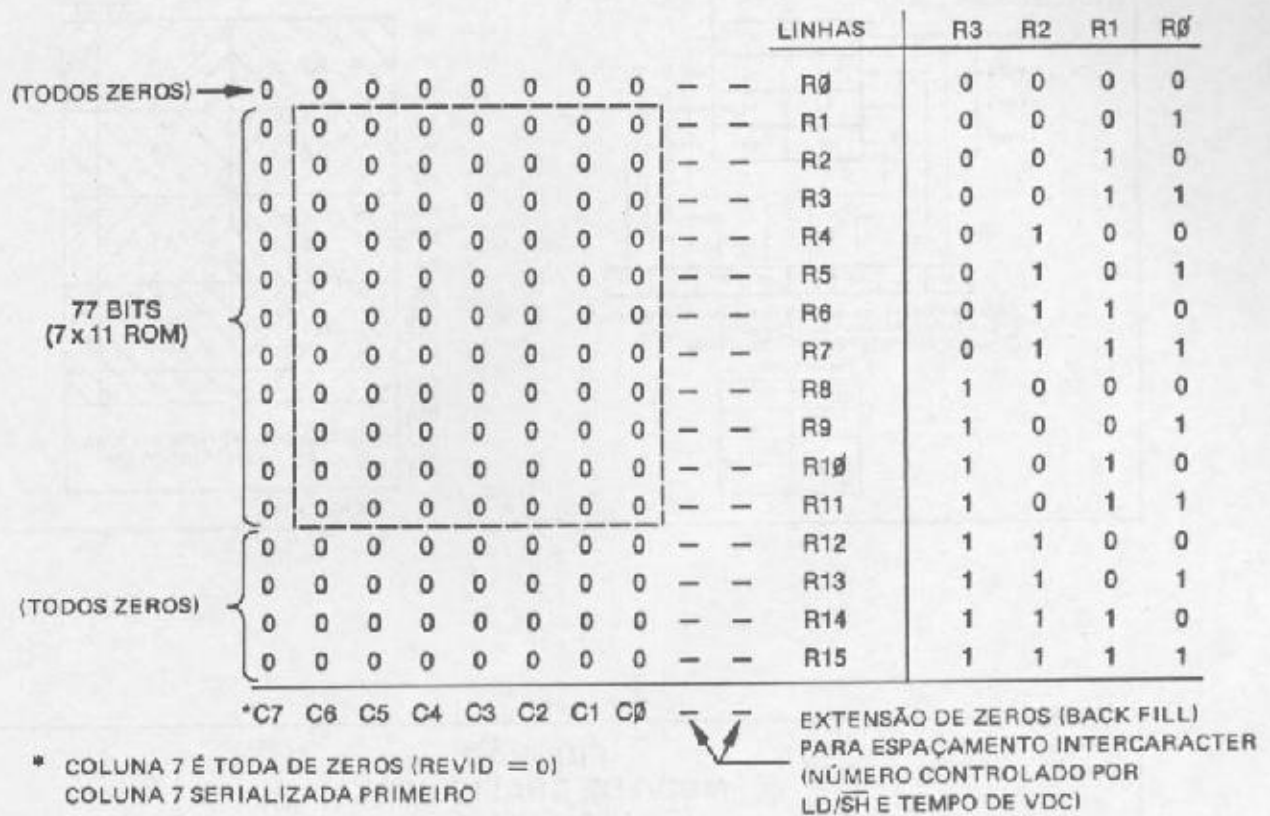 LINHAS R3 R2 R1 RØ
(TODOS ZEROS) 0 0 0 0 0 0 0 0 — — RØ 0 0 0 0
0 0 0 0 0 0 0 0 — — R1 0 0 0 1
0 0 0 0 0 0 0 0 — — R2 0 0 1 0
0 0 0 0 0 0 0 0 — — R3 0 0 1 1
0 0 0 0 0 0 0 0 — — R4 0 1 0 0
0 0 0 0 0 0 0 0 — — R5 0 1 0 1
77 BITS
(7 x 11 ROM)
0 0 0 0 0 0 0 0 — — R6 0 1 1 0
0 0 0 0 0 0 0 0 — — R7 0 1 1 1
0 0 0 0 0 0 0 0 — — R8 1 0 0 0
0 0 0 0 0 0 0 0 — — R9 1 0 0 1
0 0 0 0 0 0 0 0 — — R1Ø 1 0 1 0
0 0 0 0 0 0 0 0 — — R11 1 0 1 1
0 0 0 0 0 0 0 0 — — R12 1 1 0 0
0 0 0 0 0 0 0 0 — — R13 1 1 0 1
(TODOS ZEROS)
0 0 0 0 0 0 0 0 — — R14 1 1 1 0
0 0 0 0 0 0 0 0 — — R15 1 1 1 1
*C7 C6 C5 C4 C3 C2 C1 CØ — —
EXTENSÃO DE ZEROS (BACK FILL)
PARA ESPAÇAMENTO INTERCARACTER
(NÚMERO CONTROLADO POR
LD/S̅H̅ E TEMPO DE VDC)
* COLUNA 7 É TODA DE ZEROS (REVID = 0)
COLUNA 7 SERIALIZADA PRIMEIRO